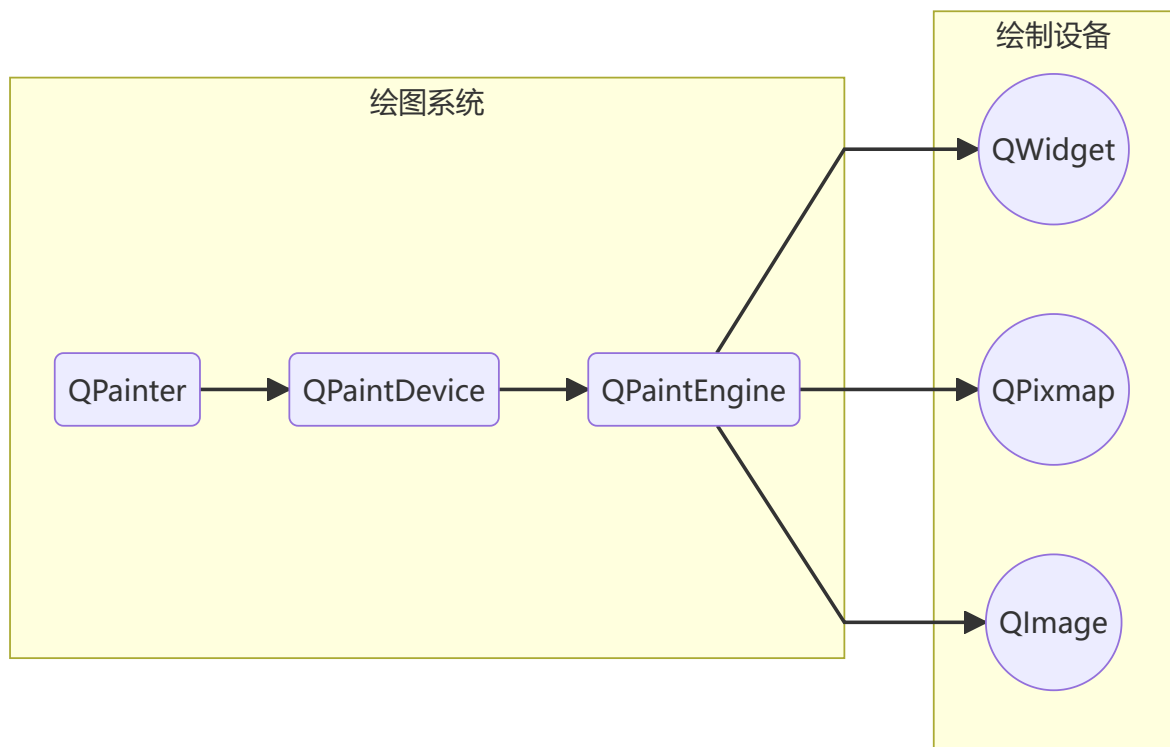 绘图系统
QPainter
QPaintDevice
QPaintEngine
绘制设备
QWidget
QPixmap
QImage